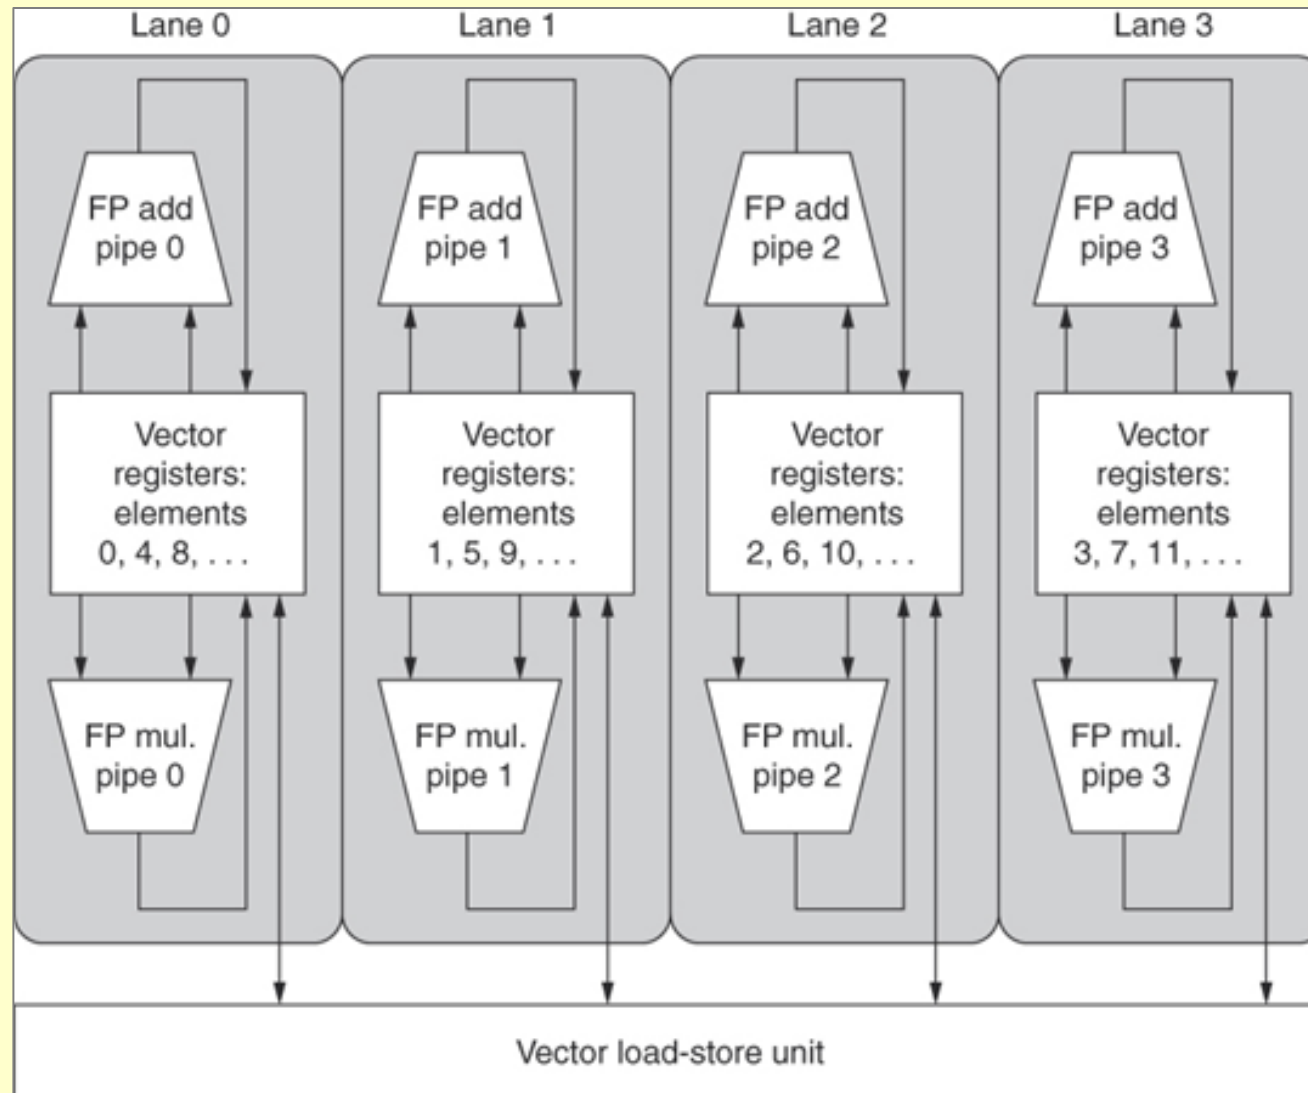 Lane 0
Lane 1
Lane 2
Lane 3
FP add
pipe 0
FP add
pipe 1
FP add
pipe 2
FP add
pipe 3
Vector
registers:
elements
0, 4, 8, . . .
Vector
registers:
elements
1, 5, 9, . . .
Vector
registers:
elements
2, 6, 10, . . .
Vector
registers:
elements
3, 7, 11, . . .
FP mul.
pipe 0
FP mul.
pipe 1
FP mul.
pipe 2
FP mul.
pipe 3
Vector load-store unit